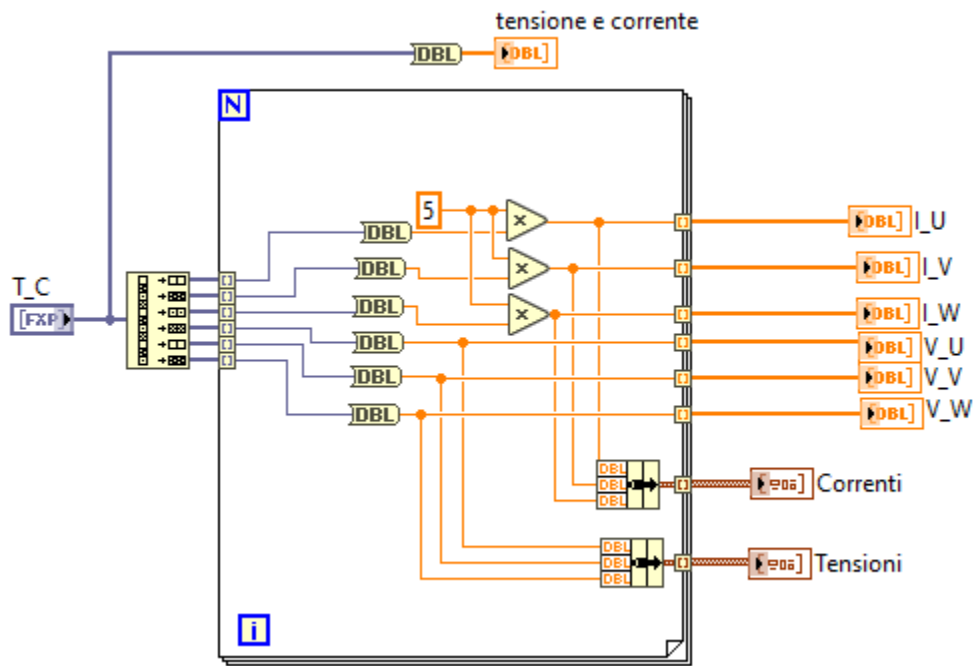 tensione e corrente
DBL
DBL
N
5
DBL
I_U
DBL
DBL
I_V
DBL
T_C
FXP
DBL
I_W
DBL
DBL
V_U
DBL
DBL
V_V
DBL
DBL
V_W
DBL
DBL
DBL
DBL
Correnti
DBL
DBL
DBL
Tensioni
i